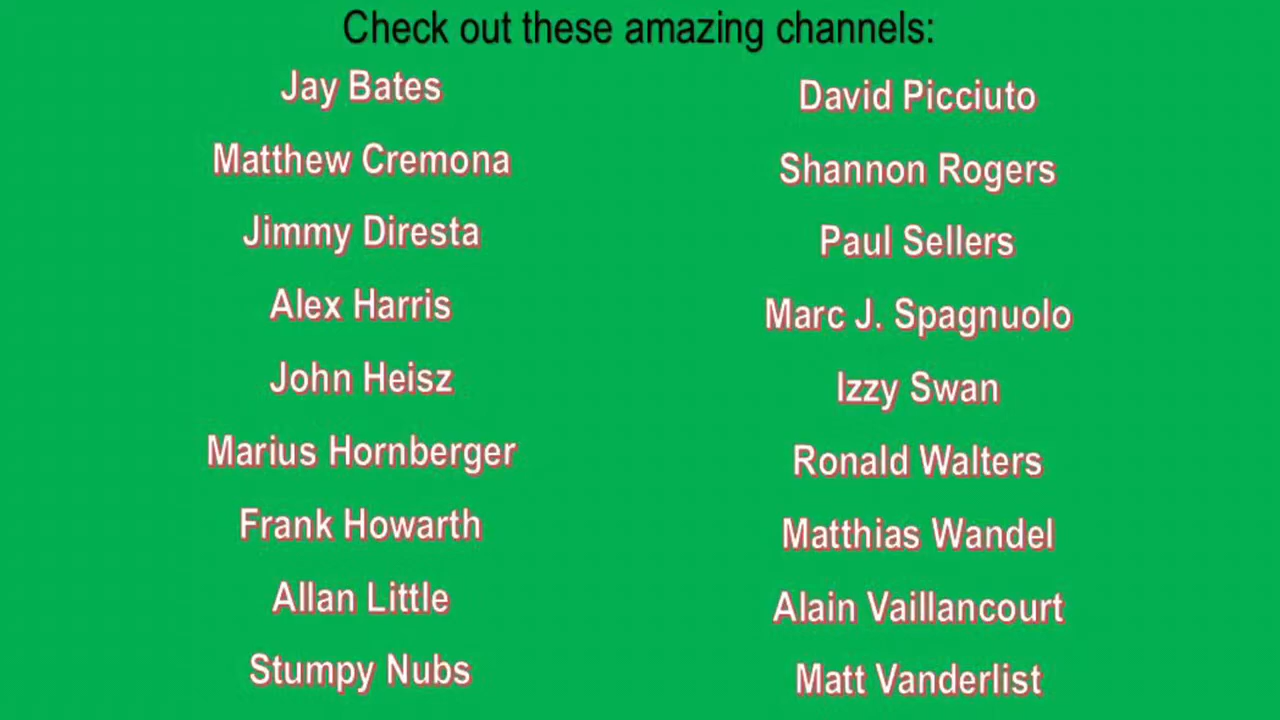 Check out these amazing channels:
Jay Bates
Matthew Cremona
Jimmy Diresta
Alex Harris
John Heisz
Marius Hornberger
Frank Howarth
Allan Little
Stumpy Nubs
David Picciuto
Shannon Rogers
Paul Sellers
Marc J. Spagnuolo
Izzy Swan
Ronald Walters
Matthias Wandel
Alain Vaillancourt
Matt Vanderlist